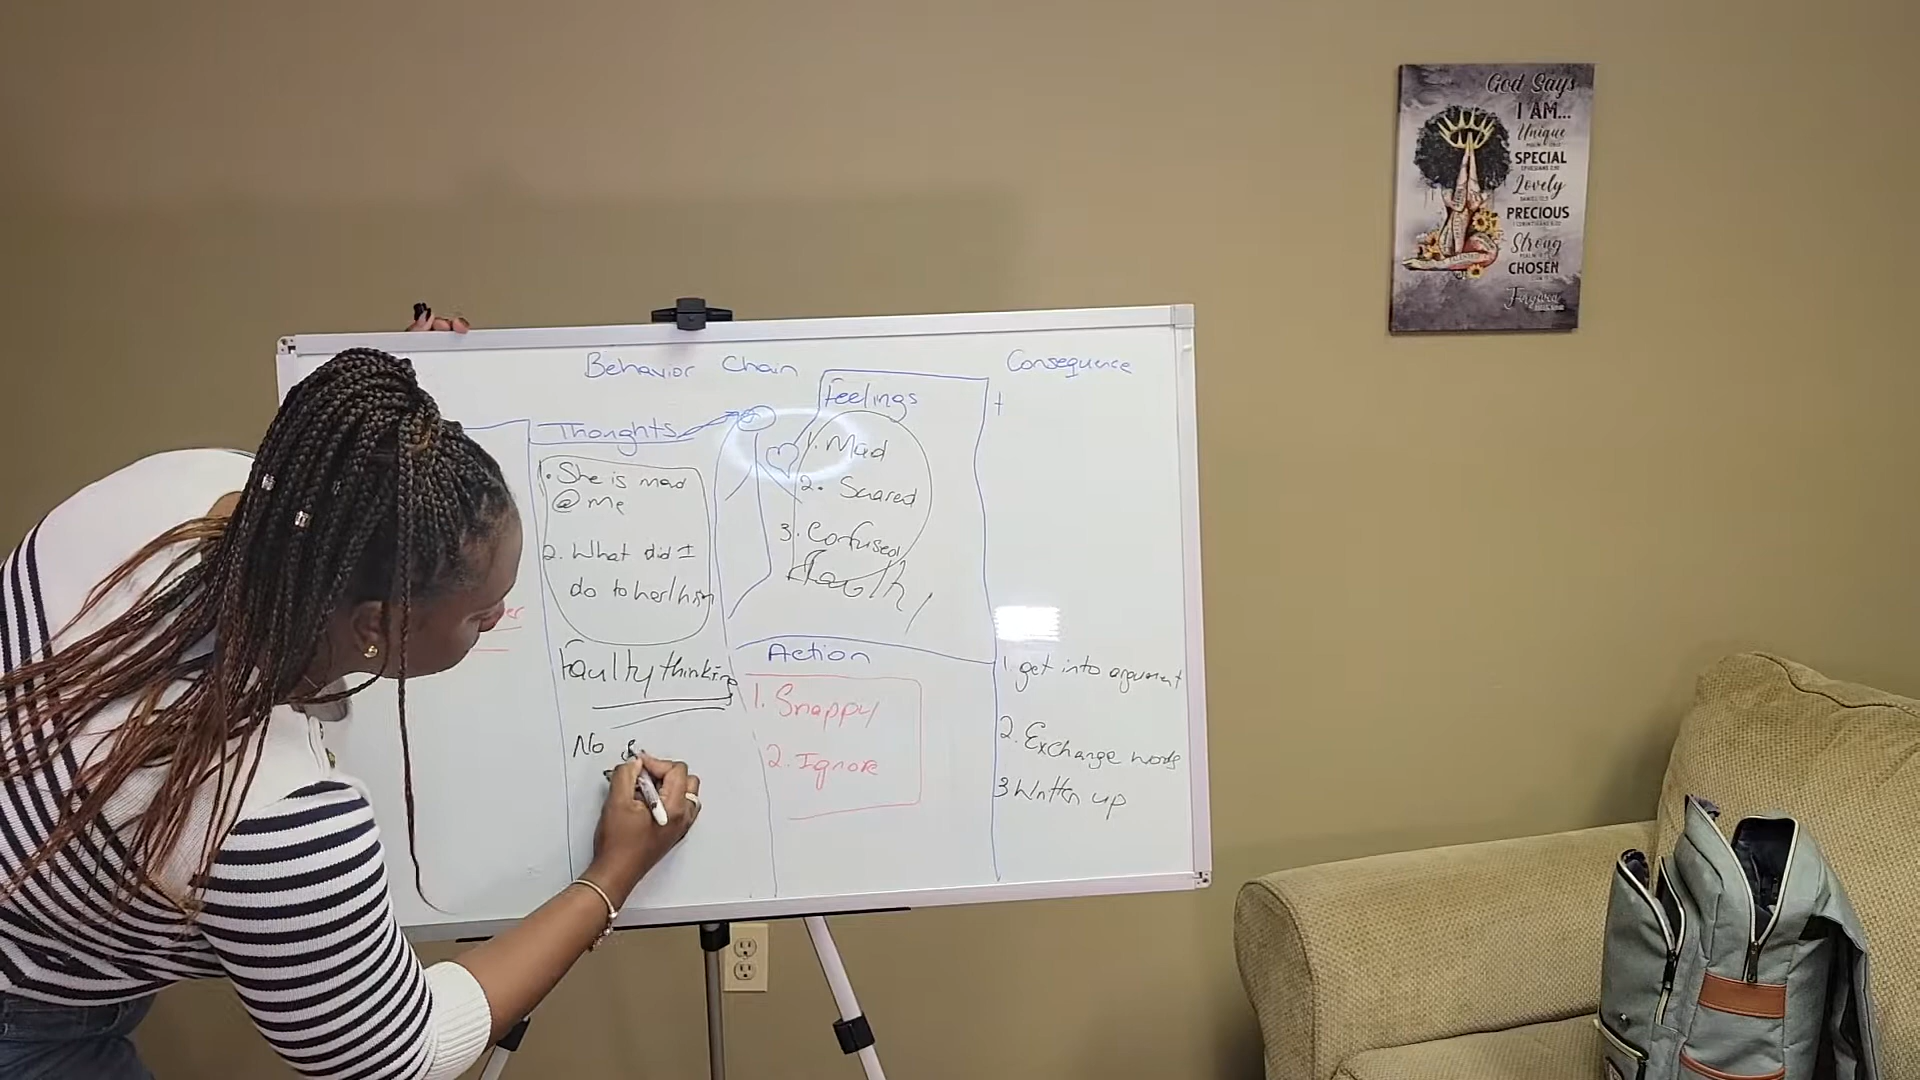 Behavior Chain
Consequence
Thoughts
1. She is mad
@ me
2. What did I
do to her/him
Faulty thinking
No
Feelings
1. Mad
2. Scared
3. Confused
Action
1. Snappy
2. Ignore
+
1. get into argument
2. Exchange words
3 Written up
God Says
I AM...
Unique
SPECIAL
Lovely
PRECIOUS
Strong
CHOSEN
Forgiven